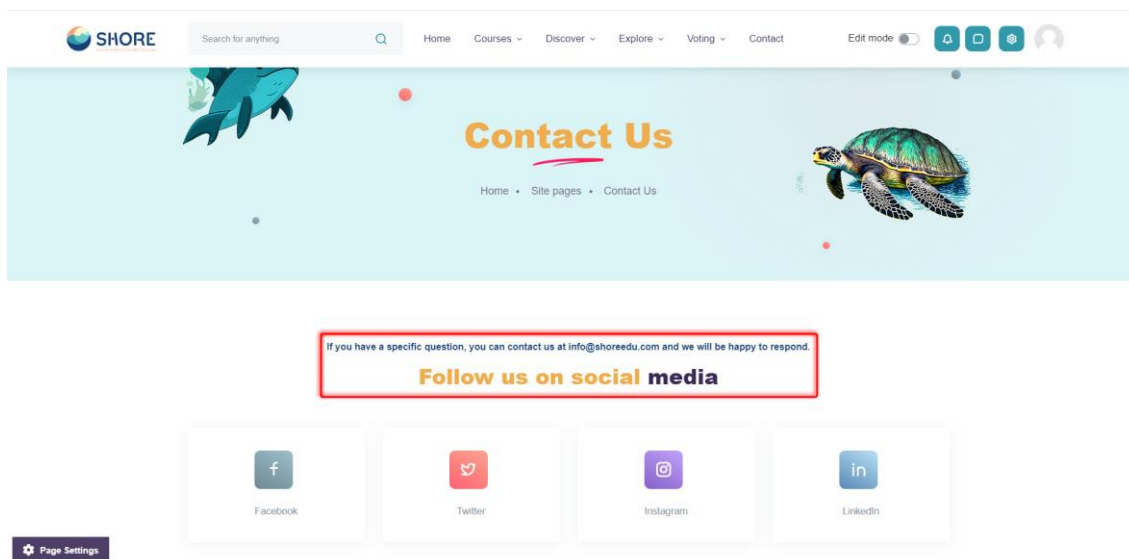 SHORE
Search for anything
Home Courses Discover Explore Voting Contact
Edit mode
Contact Us
Home • Site pages • Contact Us
If you have a specific question, you can contact us at info@shoreedu.com and we will be happy to respond.
Follow us on social media
Facebook Twitter Instagram LinkedIn
Page Settings